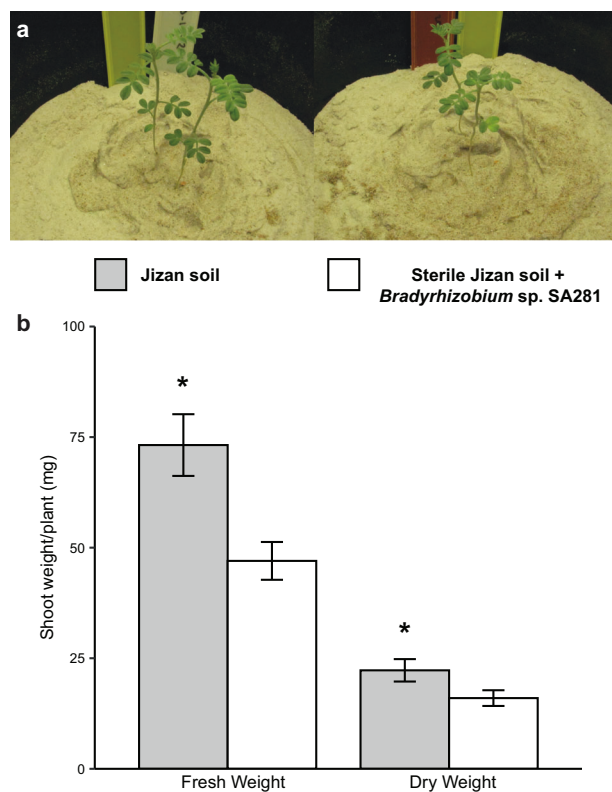 a
Jizan soil
Sterile Jizan soil +
Bradyrhizobium sp. SA281
b
100
75
50
25
0
Shoot weight/plant (mg)
*
*
Fresh Weight
Dry Weight